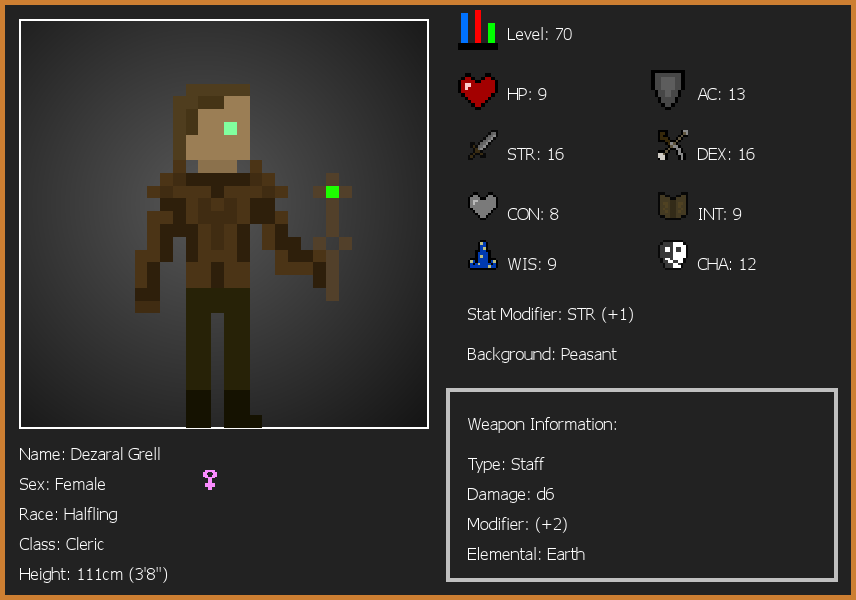 Level: 70
HP: 9
AC: 13
STR: 16
DEX: 16
CON: 8
INT: 9
WIS: 9
CHA: 12
Stat Modifier: STR (+1)
Background: Peasant
Weapon Information:
Type: Staff
Damage: d6
Modifier: (+2)
Elemental: Earth
Name: Dezaral Grell
Sex: Female
Race: Halfling
Class: Cleric
Height: 111cm (3'8")